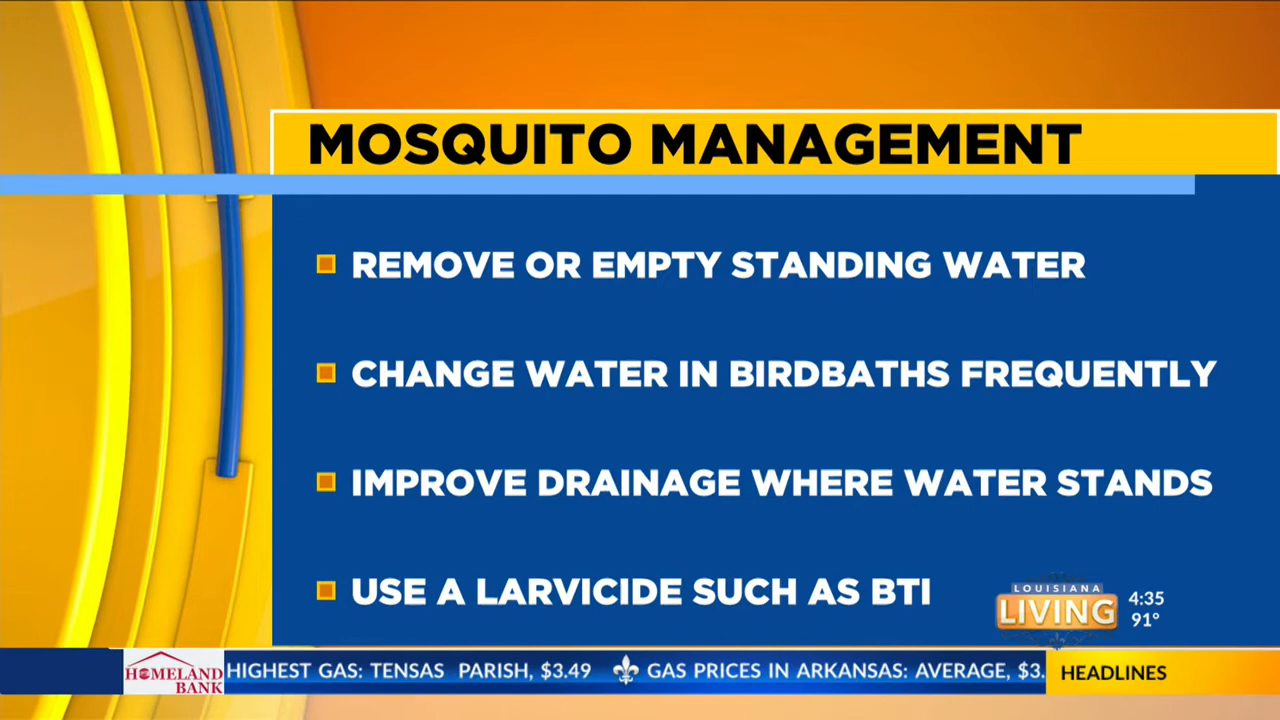 MOSQUITO MANAGEMENT
REMOVE OR EMPTY STANDING WATER
CHANGE WATER IN BIRDBATHS FREQUENTLY
IMPROVE DRAINAGE WHERE WATER STANDS
USE A LARVICIDE SUCH AS BTI
LOUISIANA
LIVING
4:35
91°
HOMELAND
BANK
HIGHEST GAS: TENSAS PARISH, $3.49 GAS PRICES IN ARKANSAS: AVERAGE, $3.
HEADLINES